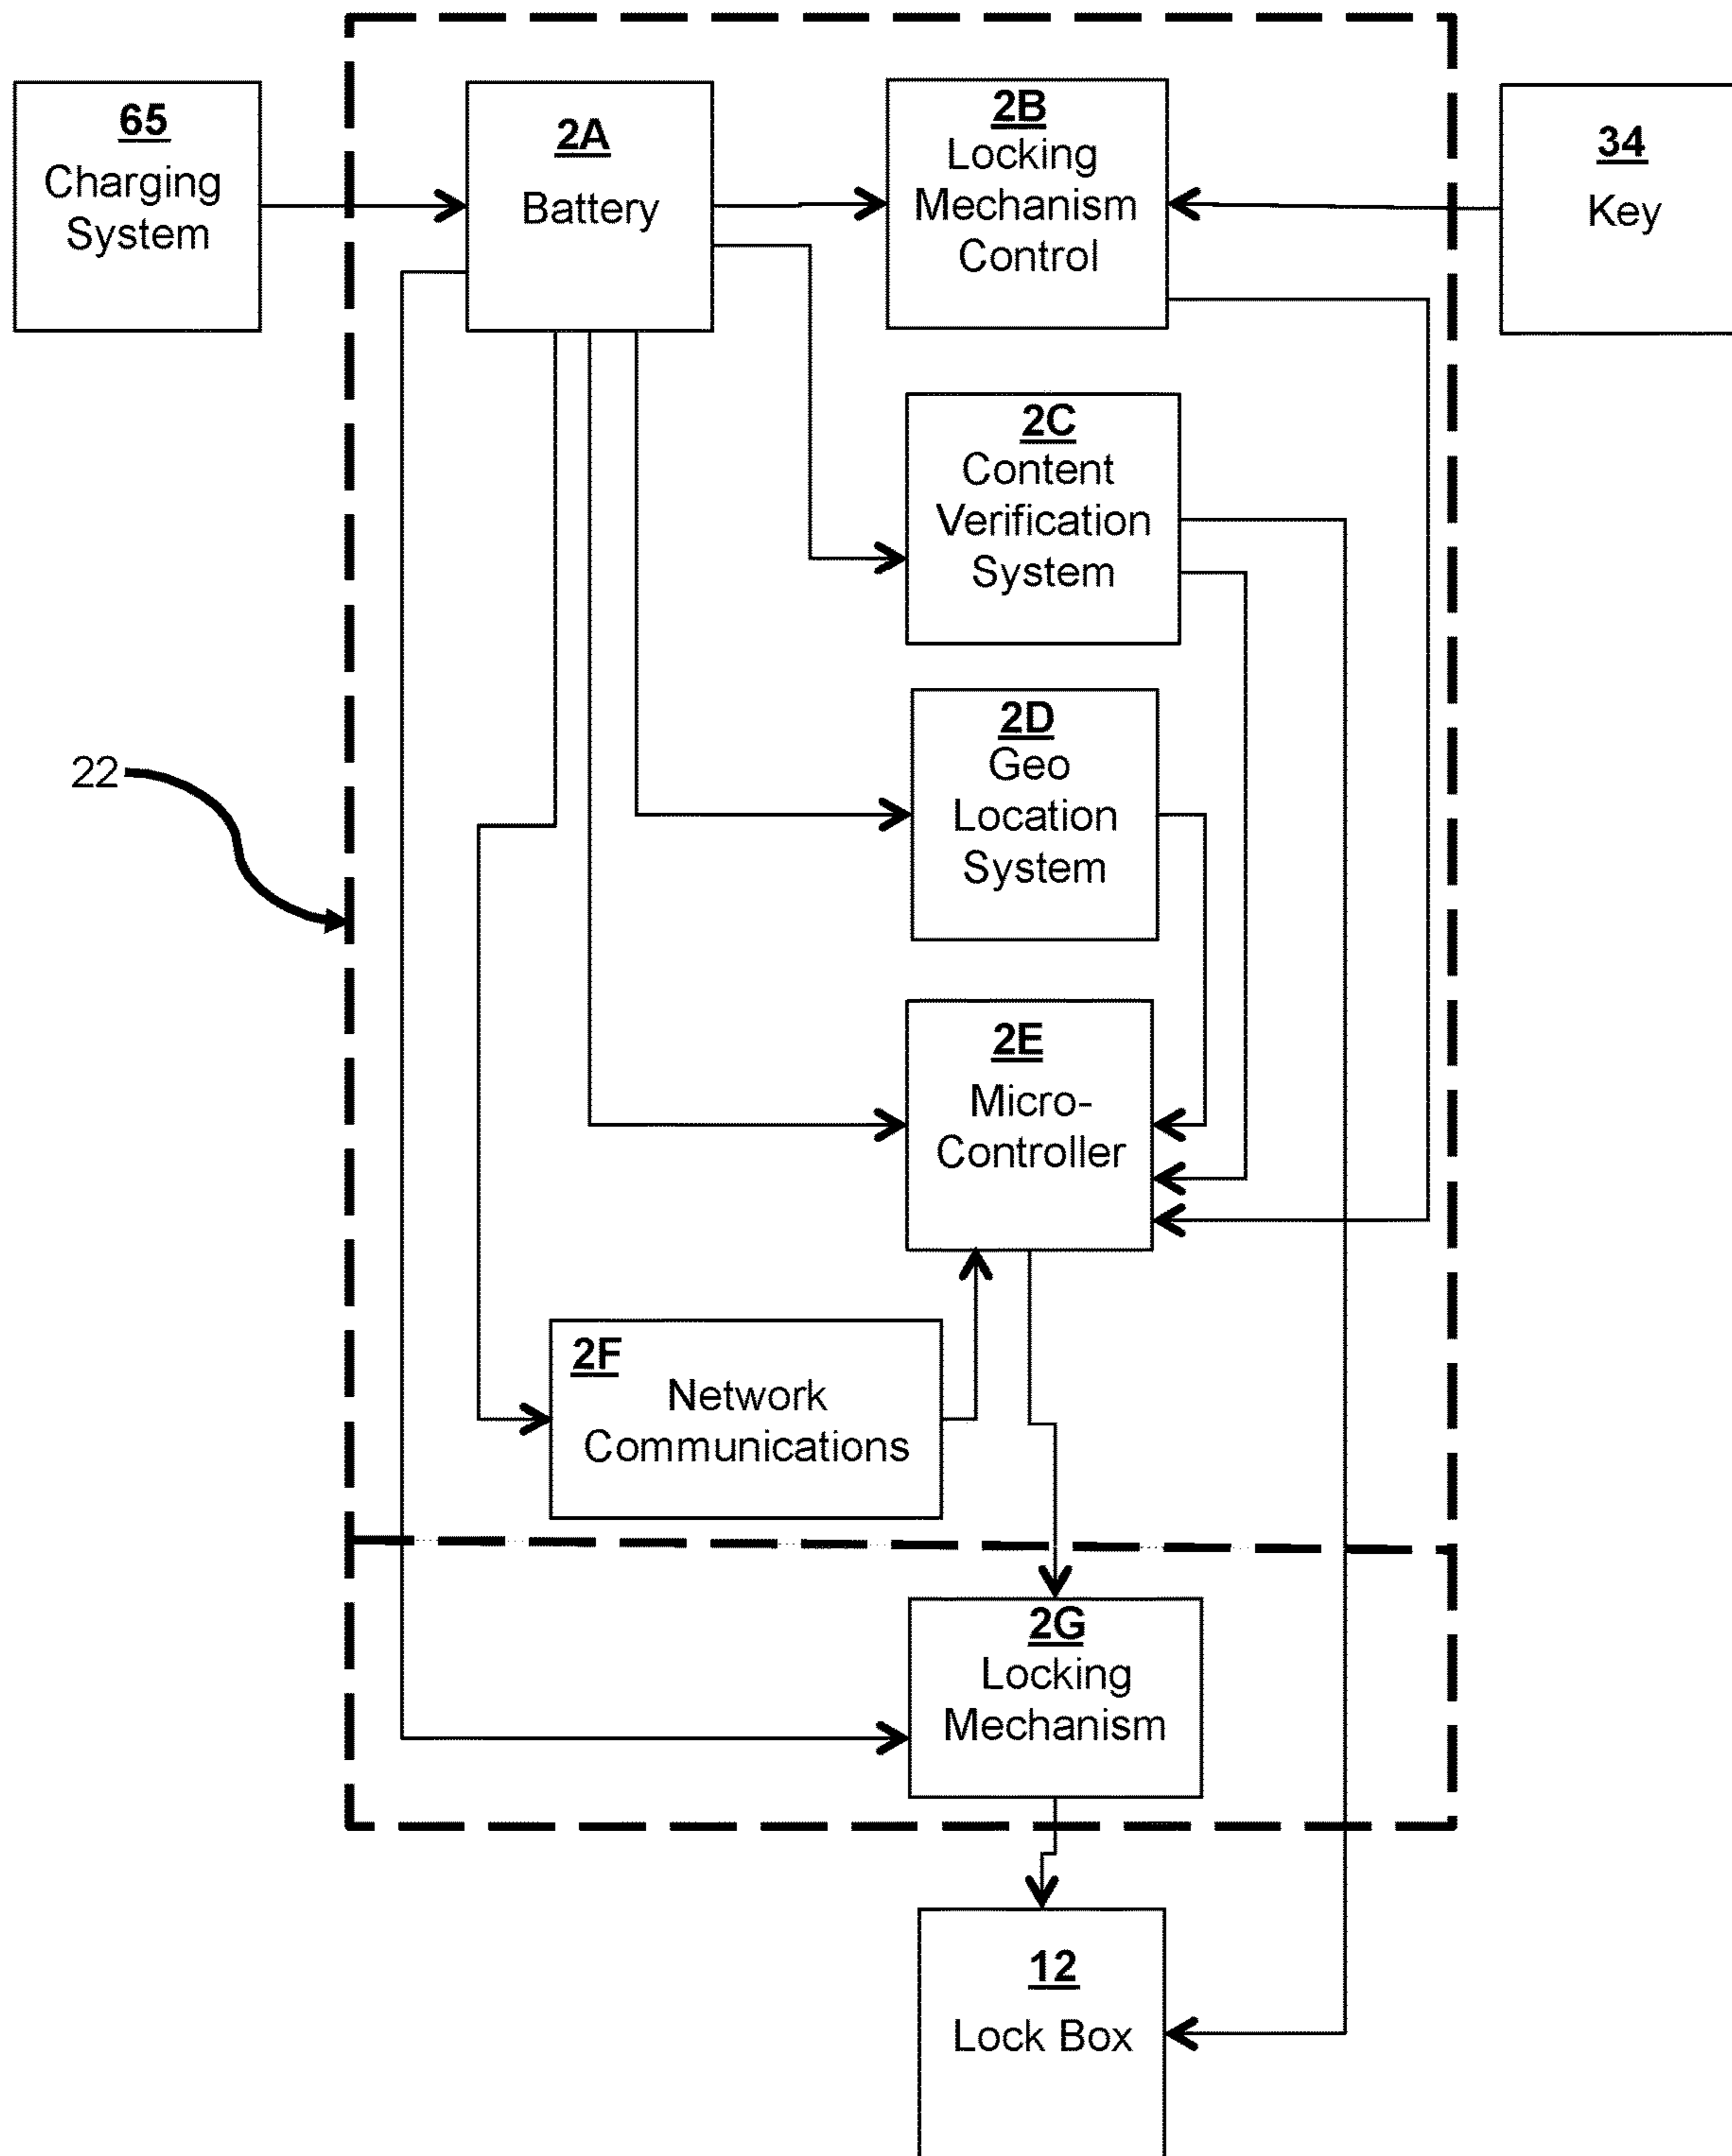 65
Charging
System
2A
Battery
2B
Locking
Mechanism
Control
34
Key
2C
Content
Verification
System
2D
Geo
Location
System
22
2E
Micro-
Controller
2F
Network
Communications
2G
Locking
Mechanism
12
Lock Box